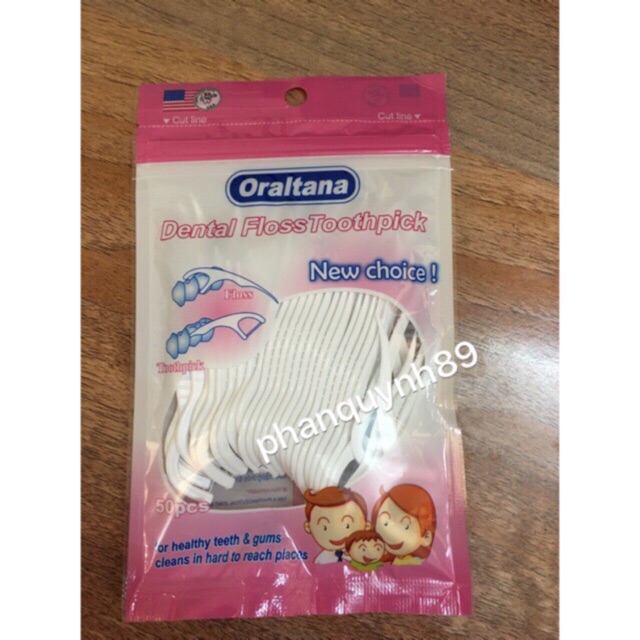 Cut line
Cut line
Oraltana
Dental Floss Toothpick
New choice !
Floss
Toothpick
phanquynh89
50pcs
for healthy teeth & gums
cleans in hard to reach places